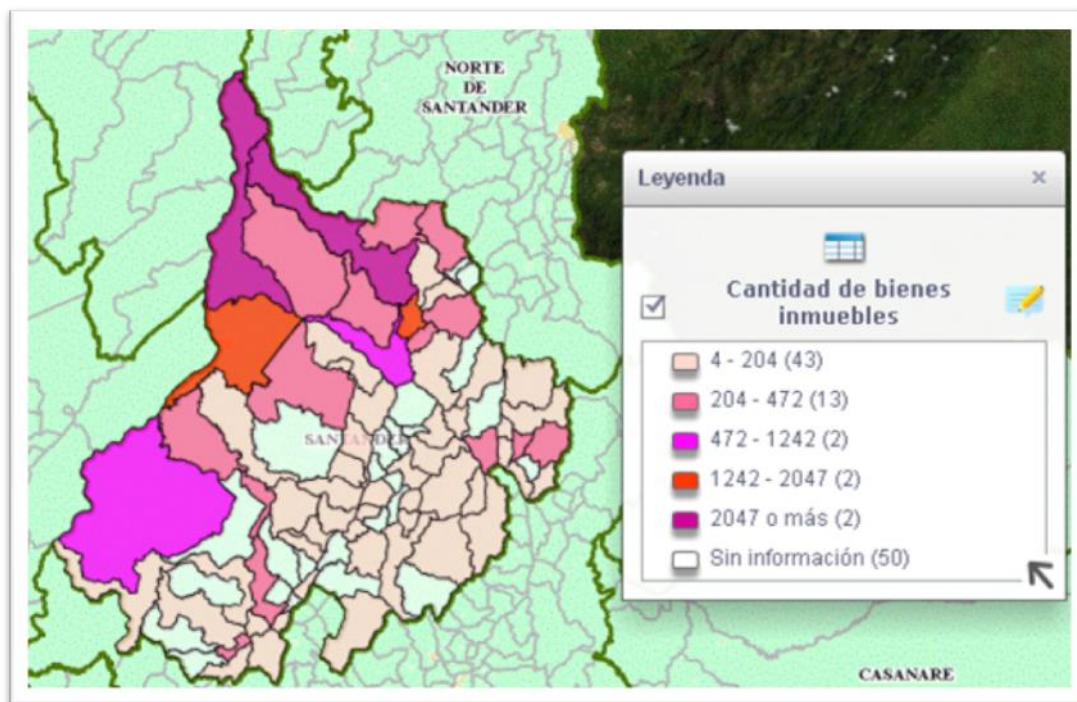 NORTE
DE
SANTANDER
Leyenda
Cantidad de bienes
inmuebles
4 - 204 (43)
204 - 472 (13)
472 - 1242 (2)
1242 - 2047 (2)
2047 o más (2)
Sin información (50)
SANTANDER
CASANARE